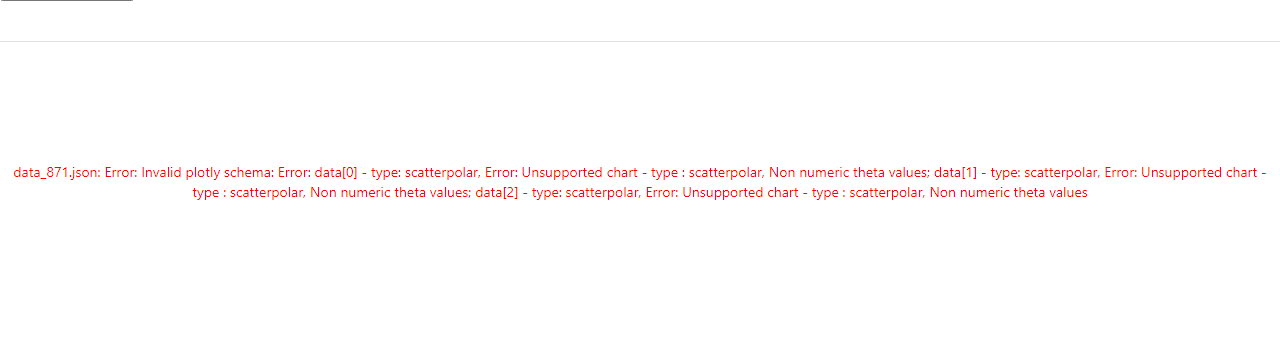 data_871.json: Error: Invalid plotly schema: Error: data[0] - type: scatterpolar, Error: Unsupported chart - type : scatterpolar, Non numeric theta values; data[1] - type: scatterpolar, Error: Unsupported chart -
type : scatterpolar, Non numeric theta values; data[2] - type: scatterpolar, Error: Unsupported chart - type : scatterpolar, Non numeric theta values